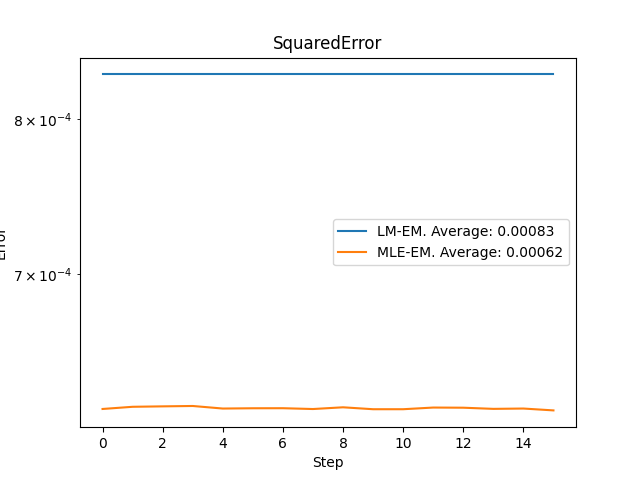 SquaredError
8 × 10⁻⁴
7 × 10⁻⁴
Error
LM-EM. Average: 0.00083
MLE-EM. Average: 0.00062
0 2 4 6 8 10 12 14
Step